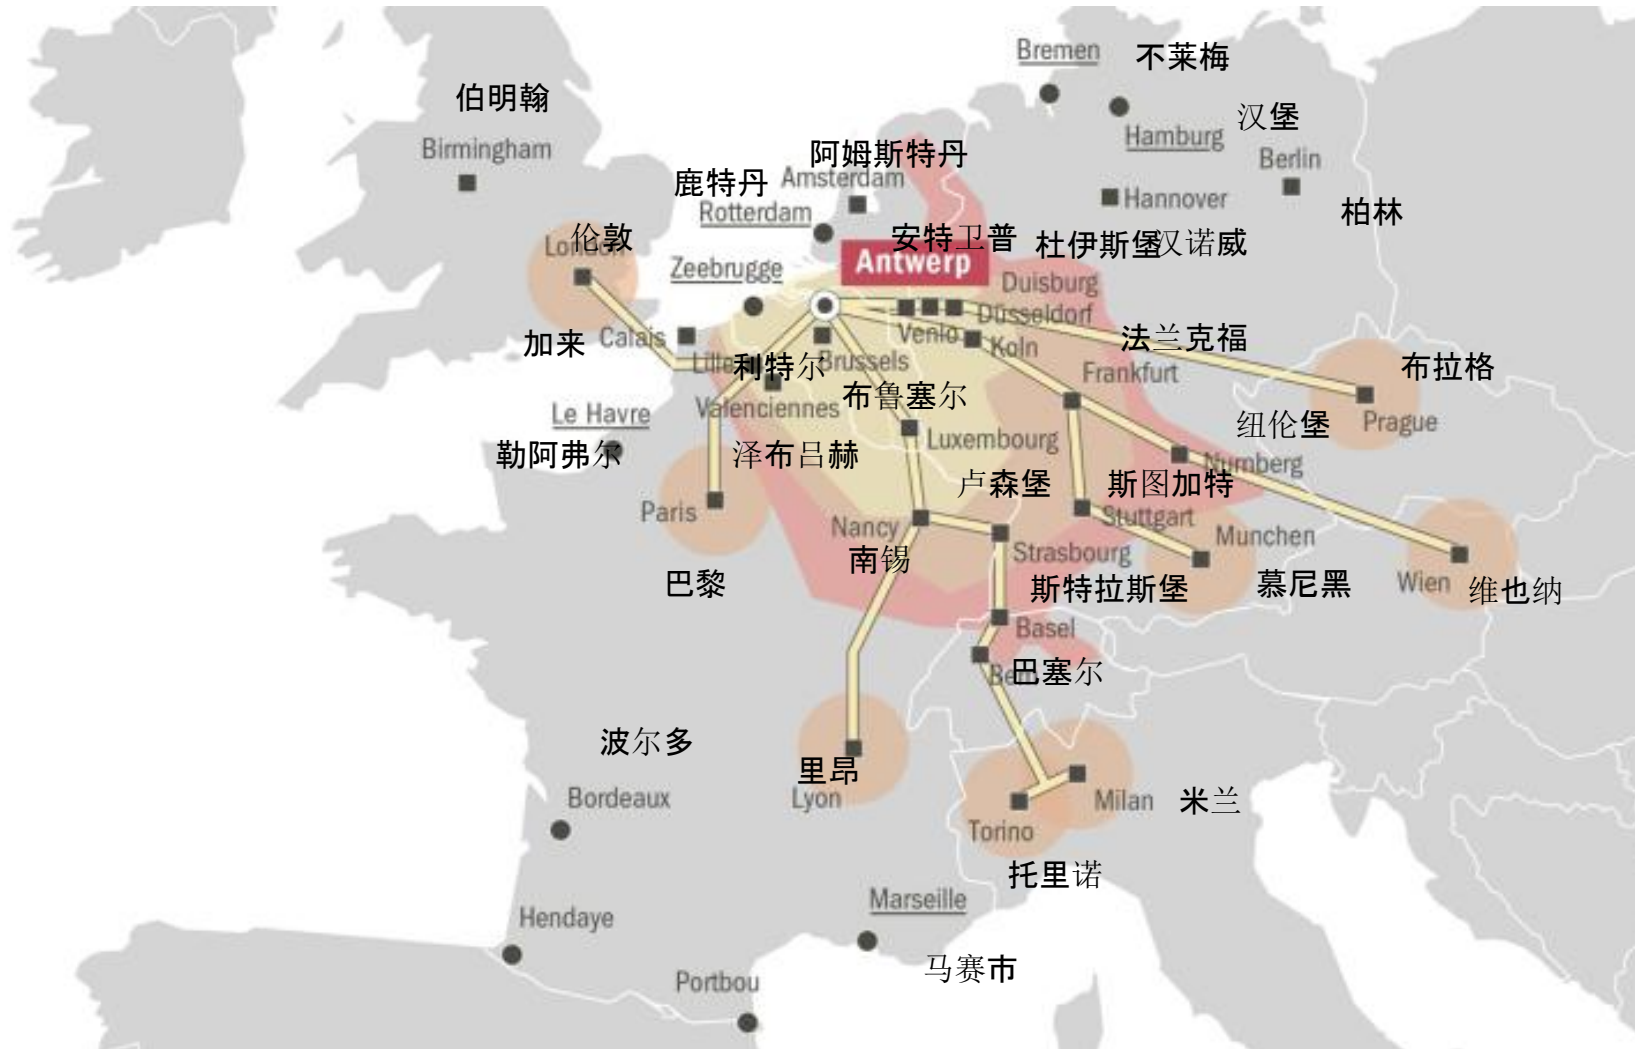 Bremen
不莱梅
伯明翰
Birmingham
汉堡
Hamburg
Berlin
阿姆斯特丹
鹿特丹
Amsterdam
Rotterdam
Hannover
柏林
伦敦
London
安特卫普
杜伊斯堡
汉诺威
Zeebrugge
Antwerp
Duisburg
Düsseldorf
加来
Calais
Venlo
Koln
法兰克福
Lille
利特尔
Brussels
Frankfurt
布拉格
布鲁塞尔
Le Havre
Valenciennes
Prague
纽伦堡
Luxembourg
勒阿弗尔
泽布吕赫
Nurnberg
卢森堡
斯图加特
Paris
Nancy
Stuttgart
Munchen
南锡
Strasbourg
巴黎
斯特拉斯堡
慕尼黑
Wien
维也纳
Basel
巴塞尔
波尔多
里昂
Bordeaux
Lyon
Milan
米兰
Torino
托里诺
Marseille
Hendaye
马赛市
Portbou